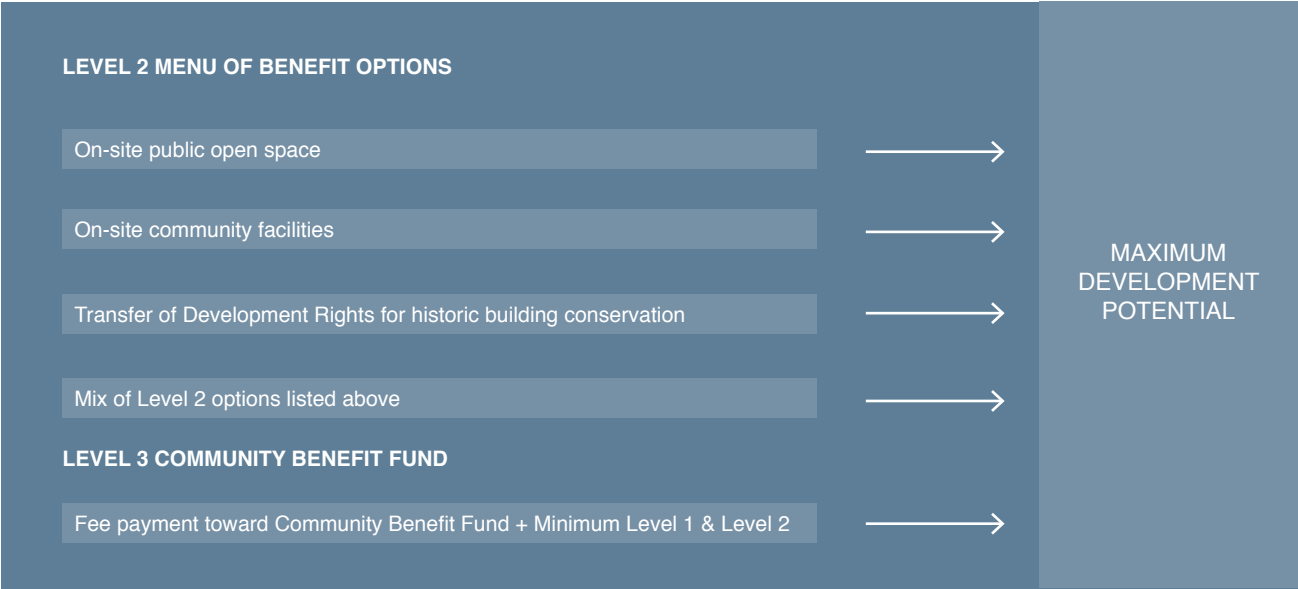 LEVEL 2 MENU OF BENEFIT OPTIONS
On-site public open space
On-site community facilities
Transfer of Development Rights for historic building conservation
Mix of Level 2 options listed above
LEVEL 3 COMMUNITY BENEFIT FUND
Fee payment toward Community Benefit Fund + Minimum Level 1 & Level 2
MAXIMUM
DEVELOPMENT
POTENTIAL